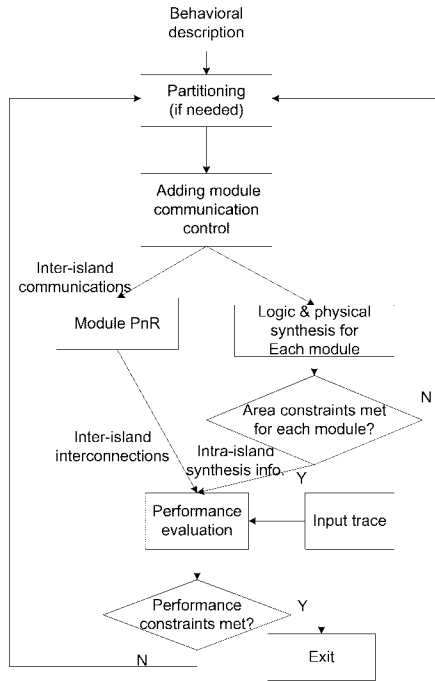 Behavioral
description
Partitioning
(if needed)
Adding module
communication
control
Inter-island
communications
Module PnR
Logic & physical
synthesis for
Each module
N
Area constraints met
for each module?
Inter-island
interconnections
Intra-island
synthesis info.
Y
Performance
evaluation
Input trace
Performance
constraints met?
Y
N
Exit